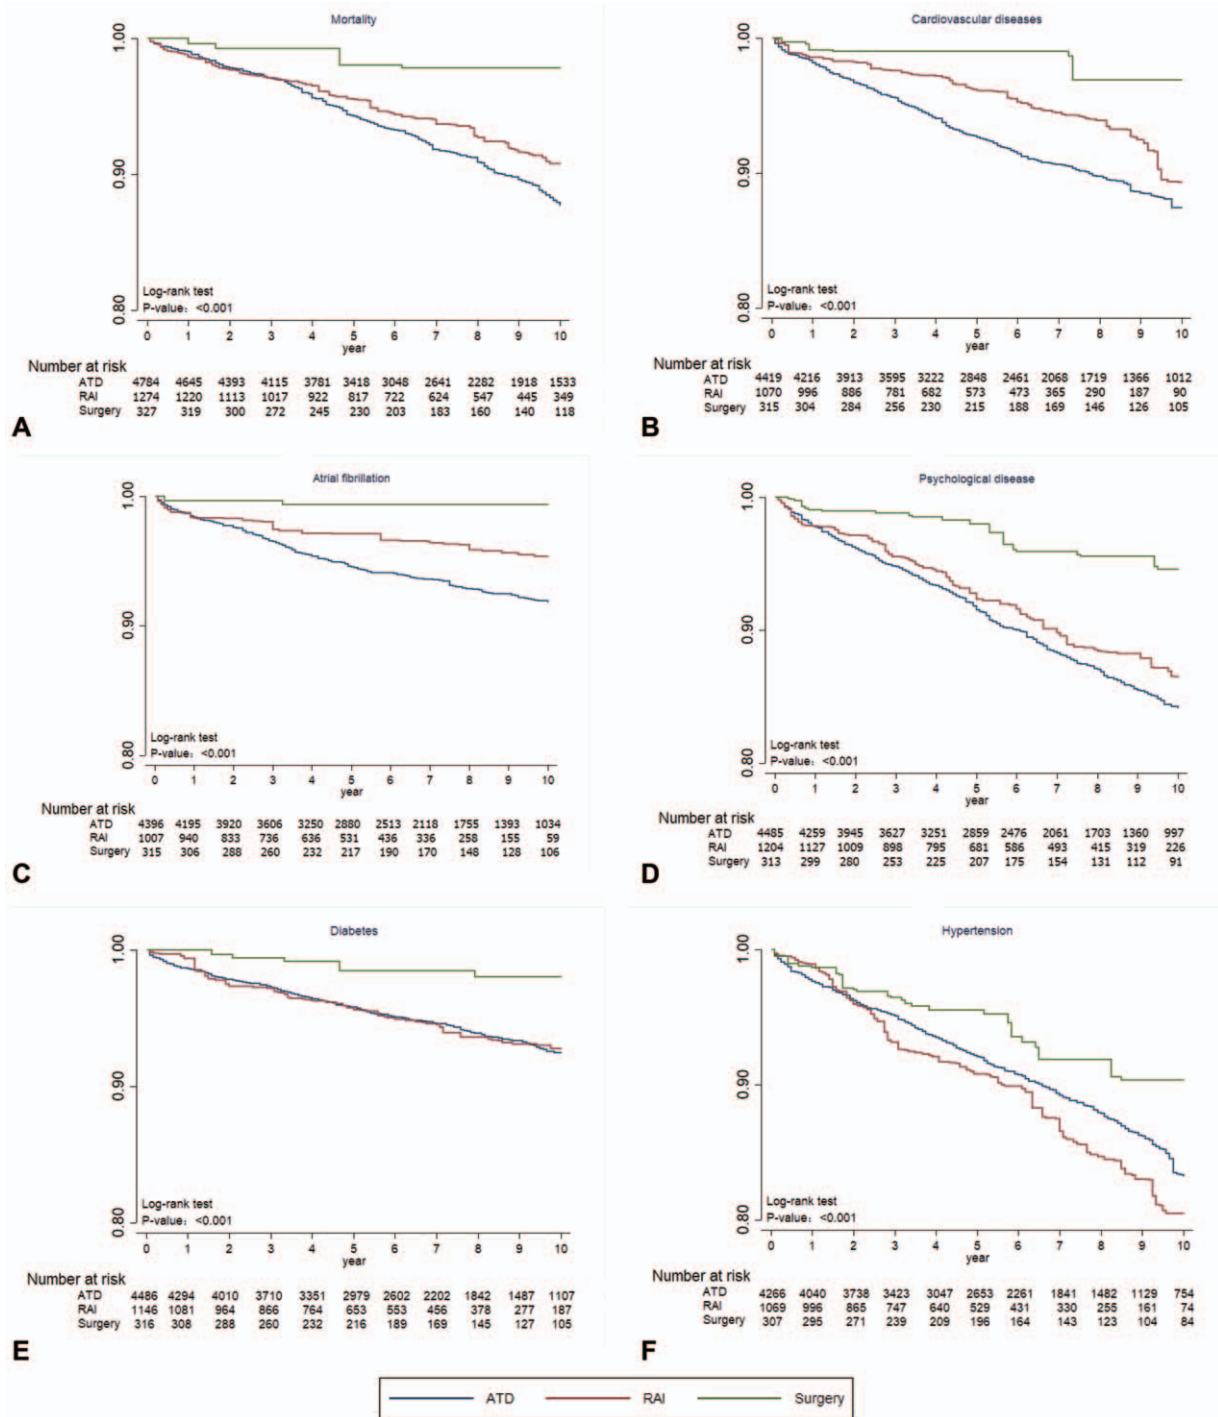 Mortality
1.00
0.90
0.80
Log-rank test
P-value: <0.001
0 1 2 3 4 5 6 7 8 9 10
year
Number at risk
ATD 4784 4645 4393 4115 3781 3418 3048 2641 2282 1918 1533
RAI 1274 1220 1113 1017 922 817 722 624 547 445 349
Surgery 327 319 300 272 245 230 203 183 160 140 118
A
Cardiovascular diseases
1.00
0.90
0.80
Log-rank test
P-value: <0.001
0 1 2 3 4 5 6 7 8 9 10
year
Number at risk
ATD 4419 4216 3913 3595 3222 2848 2461 2068 1719 1366 1012
RAI 1070 996 886 781 682 573 473 365 290 187 90
Surgery 315 304 284 256 230 215 188 169 146 126 105
B
Atrial fibrillation
1.00
0.90
0.80
Log-rank test
P-value: <0.001
0 1 2 3 4 5 6 7 8 9 10
year
Number at risk
ATD 4396 4195 3920 3606 3250 2880 2513 2118 1755 1393 1034
RAI 1007 940 833 736 636 531 436 336 258 155 59
Surgery 315 306 288 260 232 217 190 170 148 128 106
C
Psychological disease
1.00
0.90
0.80
Log-rank test
P-value: <0.001
0 1 2 3 4 5 6 7 8 9 10
year
Number at risk
ATD 4485 4259 3945 3627 3251 2859 2476 2061 1703 1360 997
RAI 1204 1127 1009 898 795 681 586 493 415 319 226
Surgery 313 299 280 253 225 207 175 154 131 112 91
D
Diabetes
1.00
0.90
0.80
Log-rank test
P-value: <0.001
0 1 2 3 4 5 6 7 8 9 10
year
Number at risk
ATD 4486 4294 4010 3710 3351 2979 2602 2202 1842 1487 1107
RAI 1146 1081 964 866 764 653 553 456 378 277 187
Surgery 316 308 288 260 232 216 189 169 145 127 105
E
Hypertension
1.00
0.90
0.80
Log-rank test
P-value: <0.001
0 1 2 3 4 5 6 7 8 9 10
year
Number at risk
ATD 4266 4040 3738 3423 3047 2653 2261 1841 1482 1129 754
RAI 1069 996 865 747 640 529 431 330 255 161 74
Surgery 307 295 271 239 209 196 164 143 123 104 84
F
ATD RAI Surgery